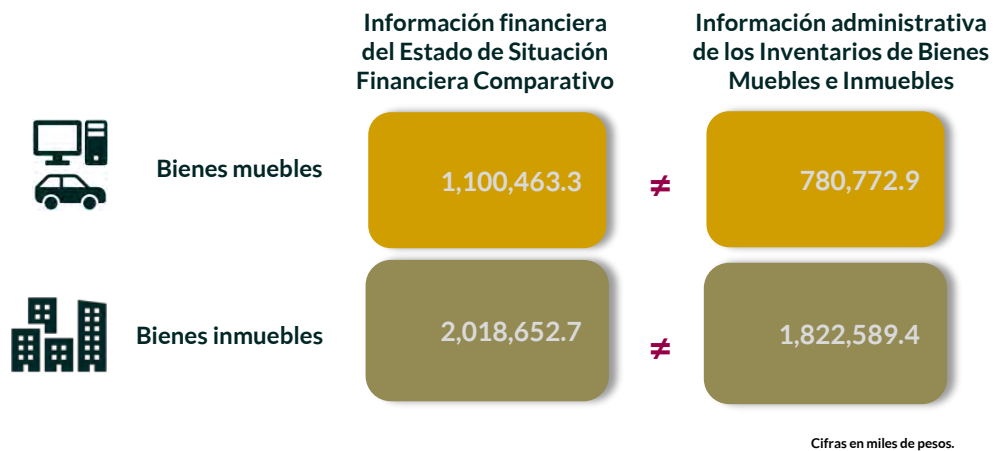 Información financiera
del Estado de Situación
Financiera Comparativo
Información administrativa
de los Inventarios de Bienes
Muebles e Inmuebles
Bienes muebles
1,100,463.3
≠
780,772.9
Bienes inmuebles
2,018,652.7
≠
1,822,589.4
Cifras en miles de pesos.